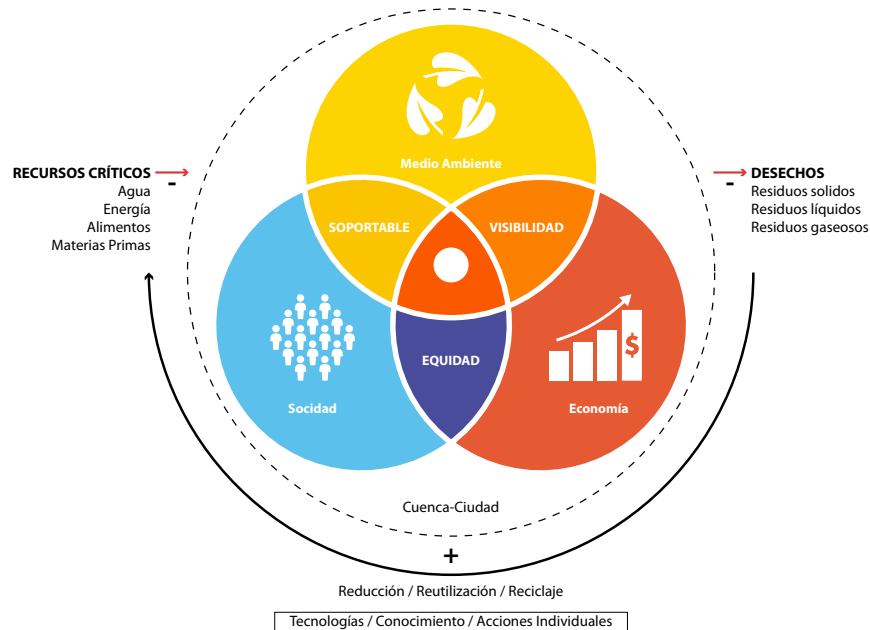 Medio Ambiente
RECURSOS CRÍTICOS
-
Agua
Energía
Alimentos
Materias Primas
DESECHOS
-
Residuos solidos
Residuos líquidos
Residuos gaseosos
SOPORTABLE
VISIBILIDAD
EQUIDAD
$
Socidad
Economía
Cuenca-Ciudad
+
Reducción / Reutilización / Reciclaje
Tecnologías / Conocimiento / Acciones Individuales